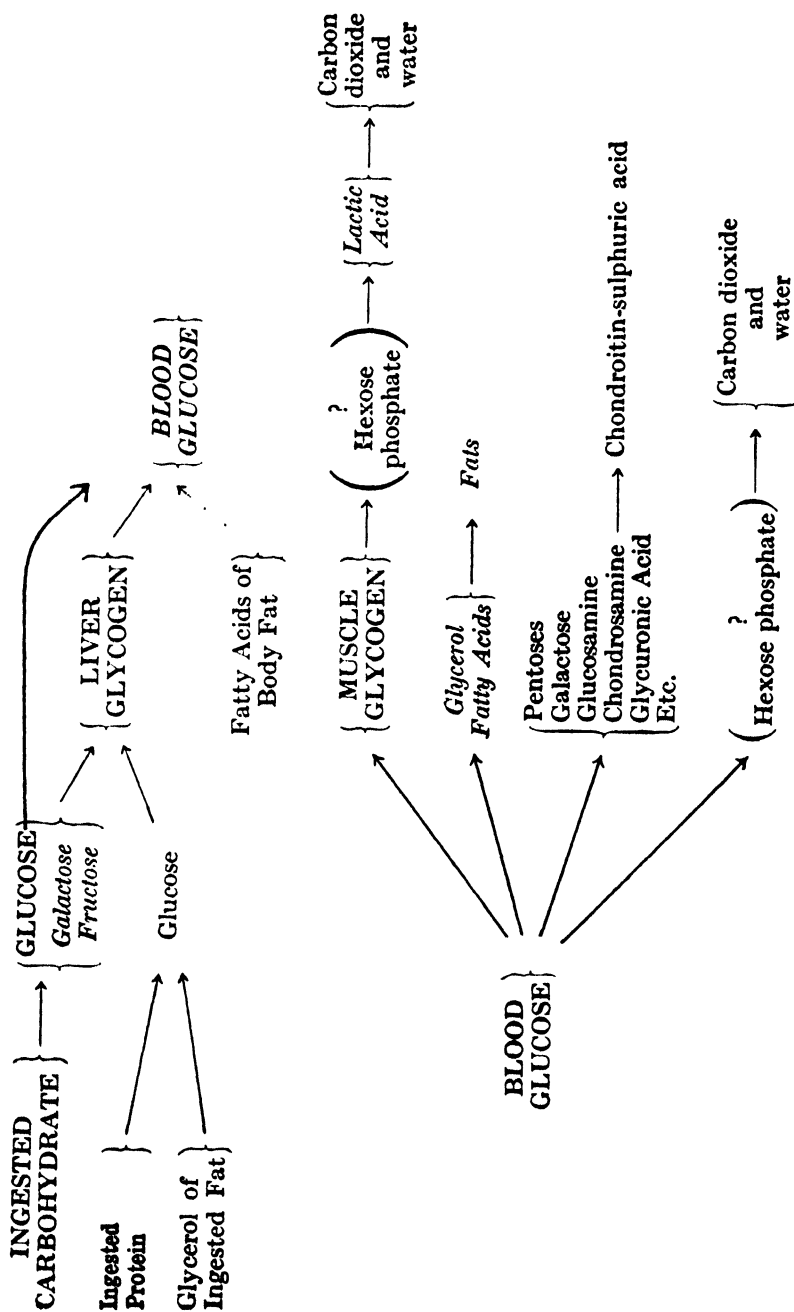 INGESTED
CARBOHYDRATE
GLUCOSE
Galactose
Fructose
LIVER
GLYCOGEN
BLOOD
GLUCOSE
Ingested
Protein
Glycerol of
Ingested Fat
Glucose
Fatty Acids of
Body Fat
BLOOD
GLUCOSE
MUSCLE
GLYCOGEN
?
Hexose
phosphate
Lactic
Acid
Carbon
dioxide
and
water
Glycerol
Fatty Acids
Fats
Pentoses
Galactose
Glucosamine
Chondrosamine
Glycuronic Acid
Etc.
Chondroitin-sulphuric acid
?
Hexose phosphate
Carbon dioxide
and
water